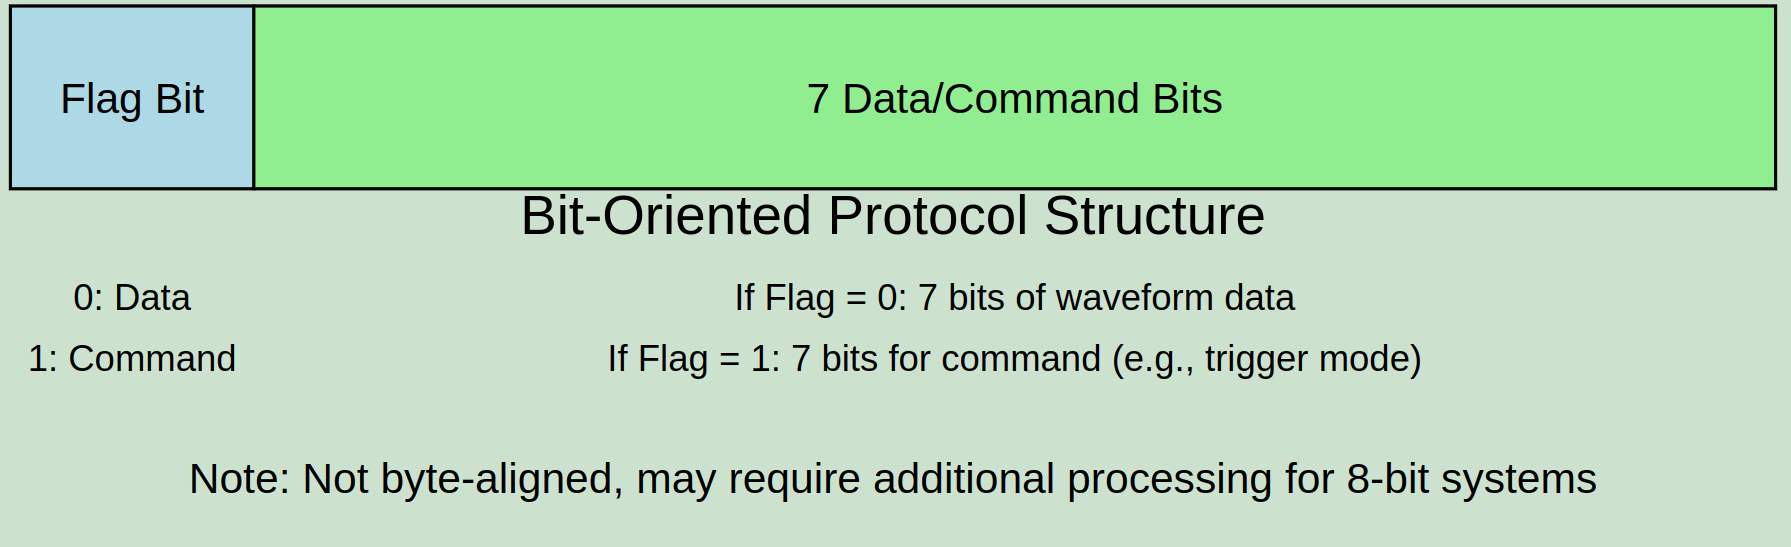 Flag Bit
7 Data/Command Bits
Bit-Oriented Protocol Structure
0: Data
If Flag = 0: 7 bits of waveform data
1: Command
If Flag = 1: 7 bits for command (e.g., trigger mode)
Note: Not byte-aligned, may require additional processing for 8-bit systems